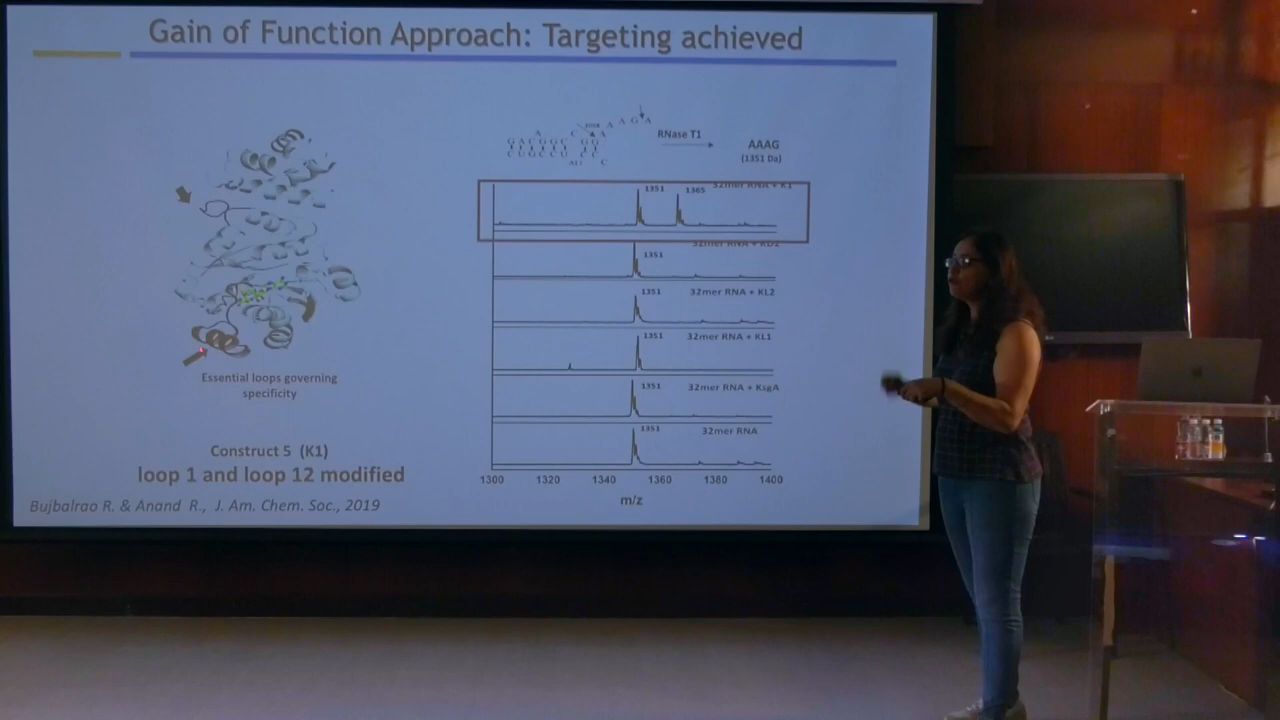 Gain of Function Approach: Targeting achieved
RNase T1
AAAG
(1351 Da)
1351
1365
32mer RNA + K1
32mer RNA + KD2
1351
1351
32mer RNA + KL2
1351
32mer RNA + KL1
1351
32mer RNA + KsgA
1351
32mer RNA
1300 1320 1340 1360 1380 1400
m/z
Essential loops governing
specificity
Construct 5 (K1)
loop 1 and loop 12 modified
Bujbalrao R. & Anand R., J. Am. Chem. Soc., 2019